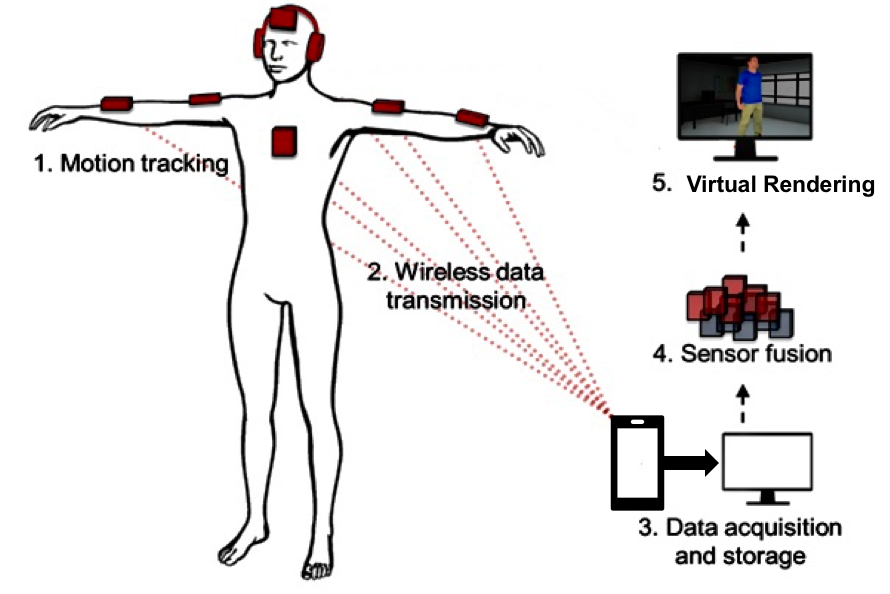 1. Motion tracking
2. Wireless data
transmission
3. Data acquisition
and storage
4. Sensor fusion
5. Virtual Rendering